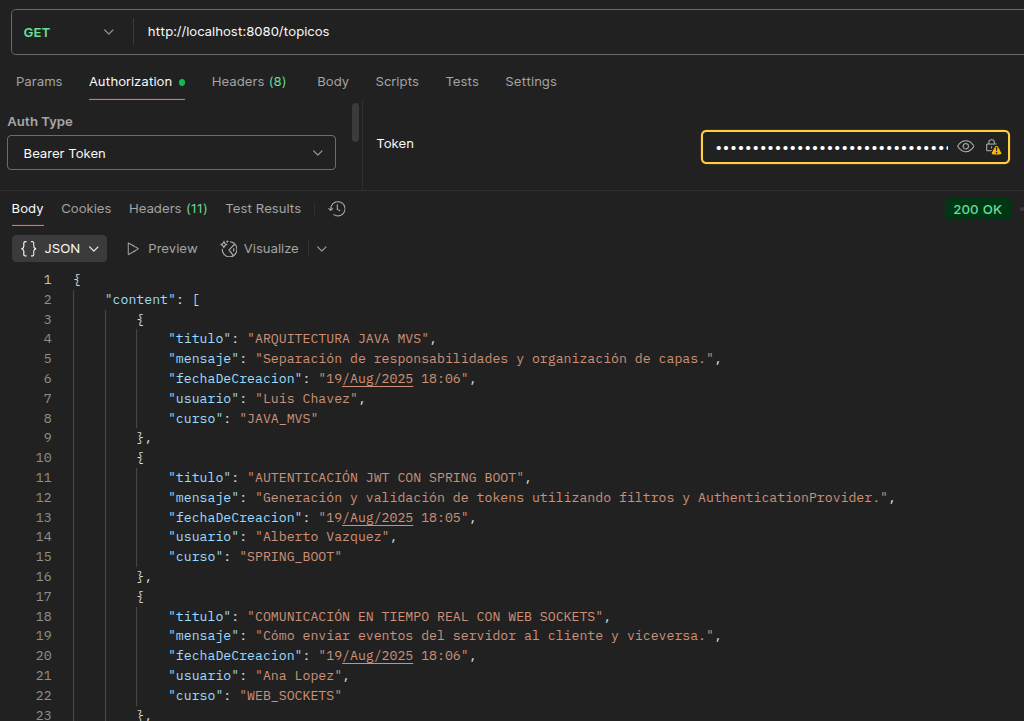 GET http://localhost:8080/topicos
Params Authorization Headers (8) Body Scripts Tests Settings
Auth Type
Bearer Token
Token
Body Cookies Headers (11) Test Results 200 OK
{} JSON Preview Visualize
1 {
2 "content": [
3 {
4 "titulo": "ARQUITECTURA JAVA MVS",
5 "mensaje": "Separación de responsabilidades y organización de capas.",
6 "fechaDeCreacion": "19/Aug/2025 18:06",
7 "usuario": "Luis Chavez",
8 "curso": "JAVA_MVS"
9 },
10 {
11 "titulo": "AUTENTICACIÓN JWT CON SPRING BOOT",
12 "mensaje": "Generación y validación de tokens utilizando filtros y AuthenticationProvider.",
13 "fechaDeCreacion": "19/Aug/2025 18:05",
14 "usuario": "Alberto Vazquez",
15 "curso": "SPRING_BOOT"
16 },
17 {
18 "titulo": "COMUNICACIÓN EN TIEMPO REAL CON WEB SOCKETS",
19 "mensaje": "Cómo enviar eventos del servidor al cliente y viceversa.",
20 "fechaDeCreacion": "19/Aug/2025 18:06",
21 "usuario": "Ana Lopez",
22 "curso": "WEB_SOCKETS"
23 },